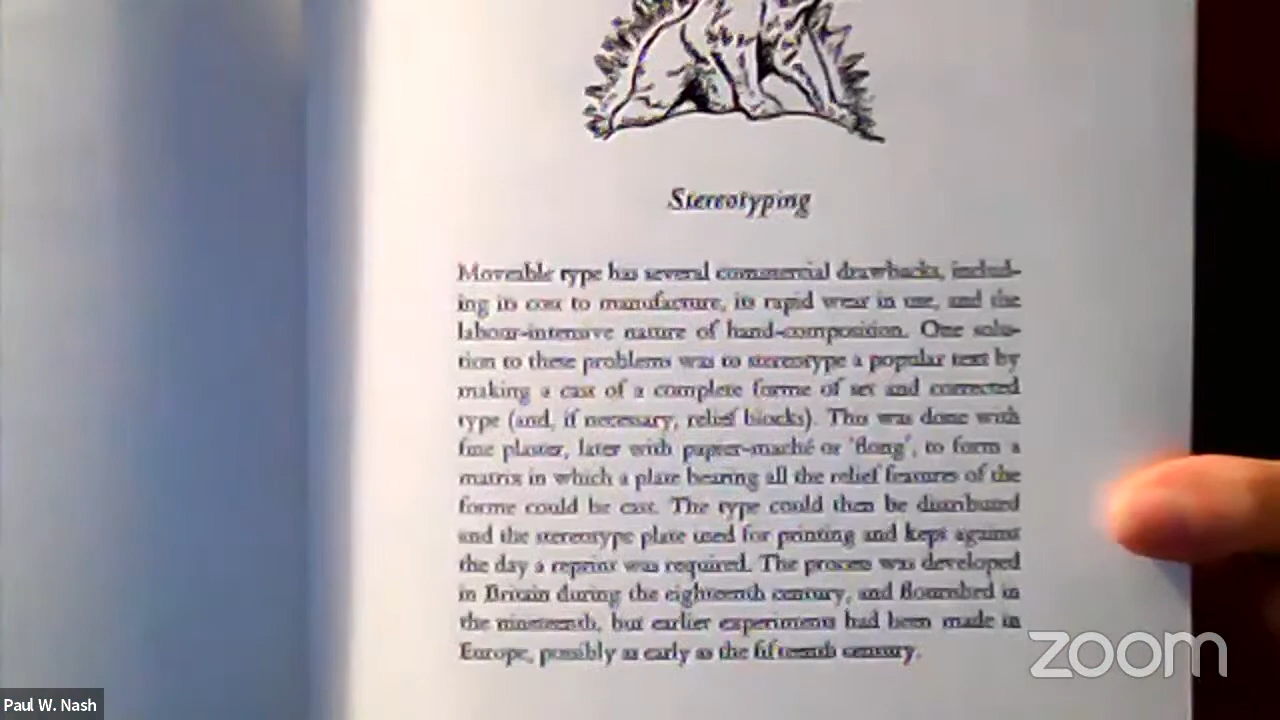 Stereotyping
Moveable type has several commercial drawbacks, includ-
ing its cost to manufacture, its rapid wear in use, and the
labour-intensive nature of hand-composition. One solu-
tion to these problems was to stereotype a popular text by
making a cast of a complete forme of set and corrected
type (and, if necessary, relief blocks). This was done with
fine plaster, later with papier-maché or ‘flong’, to form a
matrix in which a plate bearing all the relief features of the
forme could be cast. The type could then be distributed
and the stereotype plate used for printing and kept against
the day a reprint was required. The process was developed
in Britain during the eighteenth century, and flourished in
the nineteenth, but earlier experiments had been made in
Europe, possibly as early as the fifteenth century.
zoom
Paul W. Nash